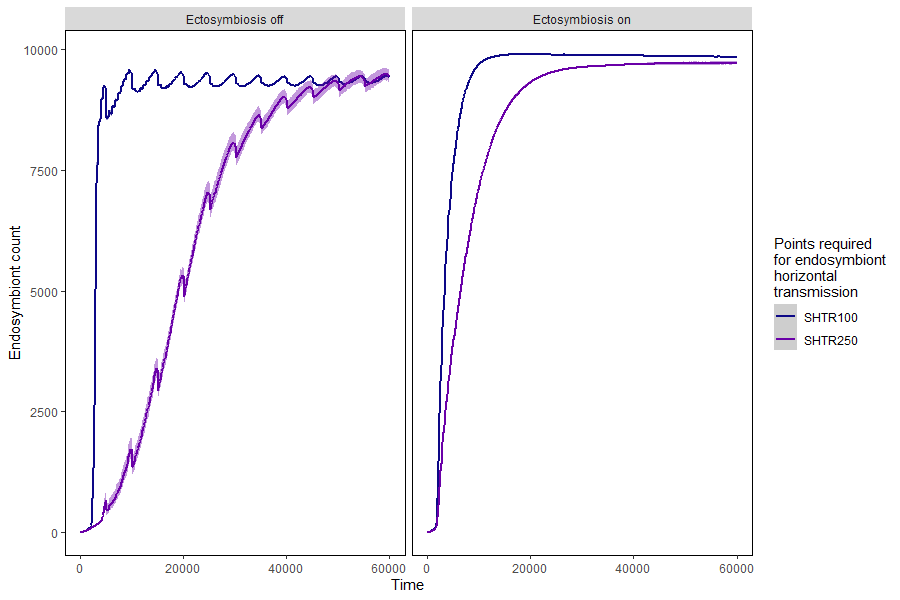 Ectosymbiosis off
Ectosymbiosis on
10000
7500
5000
2500
0
Endosymbiont count
0
20000
40000
60000
0
20000
40000
60000
Time
Points required
for endosymbiont
horizontal
transmission
SHTR100
SHTR250